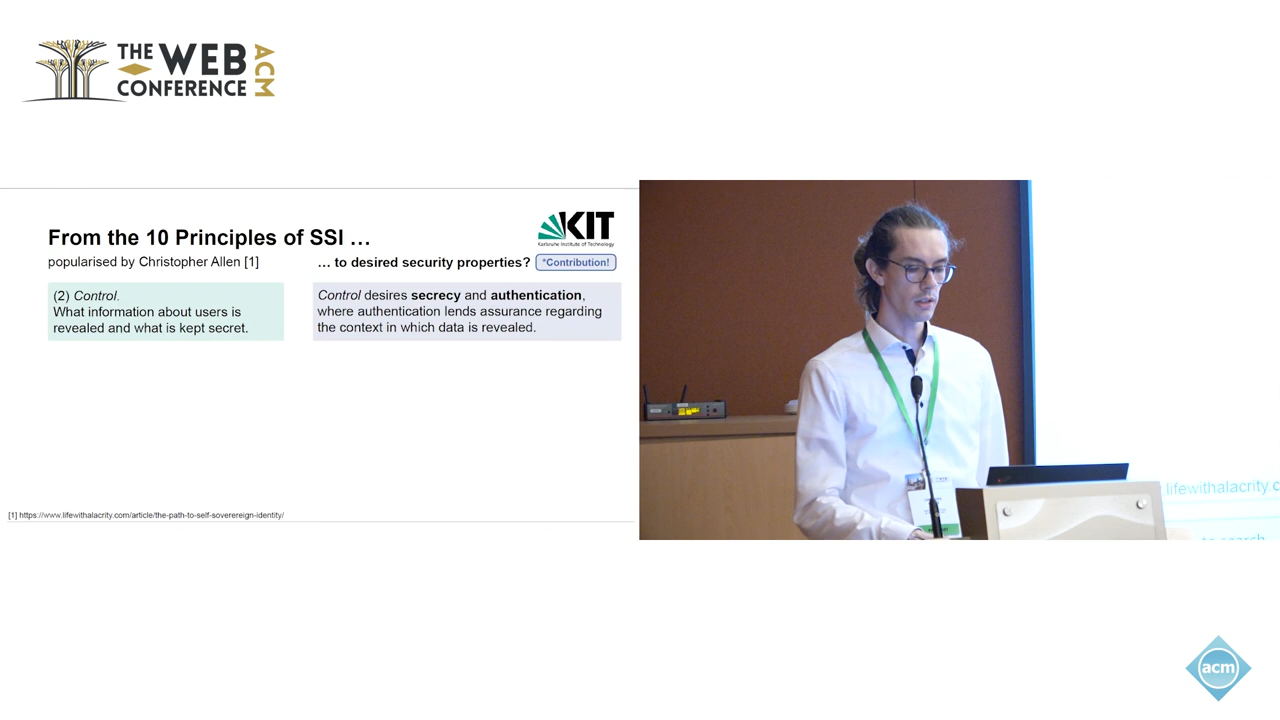 THE WEB
CONFERENCE
ACM
From the 10 Principles of SSI …
KIT
Karlsruhe Institute of Technology
popularised by Christopher Allen [1]
… to desired security properties?
*Contribution!
(2) Control.
What information about users is
revealed and what is kept secret.
Control desires secrecy and authentication,
where authentication lends assurance regarding
the context in which data is revealed.
[1] https://www.lifewithalacrity.com/article/the-path-to-self-soverereign-identity/
lifewithalacrity.c
to search
acm